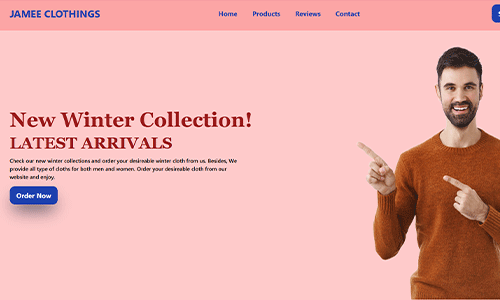 JAMEE CLOTHINGS
Home Products Reviews Contact
New Winter Collection!
LATEST ARRIVALS
Check our new winter collections and order your desireable winter cloth from us. Besides, We
provide all type of cloths for both men and women. Order your desireable cloth from our
website and enjoy.
Order Now